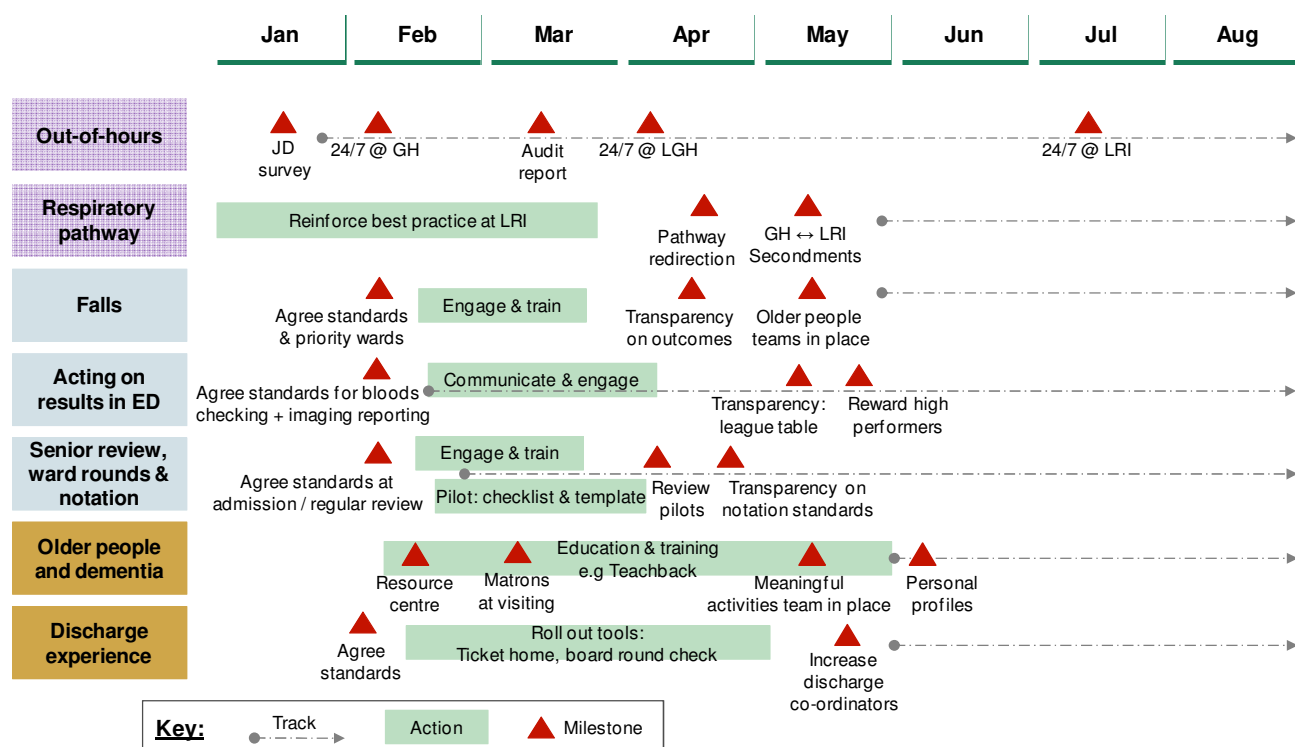 Jan Feb Mar Apr May Jun Jul Aug
Out-of-hours
JD
survey
24/7 @ GH
Audit
report
24/7 @ LGH
24/7 @ LRI
Respiratory
pathway
Reinforce best practice at LRI
Pathway
redirection
GH ↔ LRI
Secondments
Falls
Agree standards
& priority wards
Engage & train
Transparency
on outcomes
Older people
teams in place
Acting on
results in ED
Agree standards for bloods
checking + imaging reporting
Communicate & engage
Transparency:
league table
Reward high
performers
Senior review,
ward rounds &
notation
Agree standards at
admission / regular review
Engage & train
Pilot: checklist & template
Review
pilots
Transparency on
notation standards
Older people
and dementia
Resource
centre
Matrons
at visiting
Education & training
e.g Teachback
Meaningful
activities team in place
Personal
profiles
Discharge
experience
Agree
standards
Roll out tools:
Ticket home, board round check
Increase
discharge
co-ordinators
Key:
Track
Action
Milestone